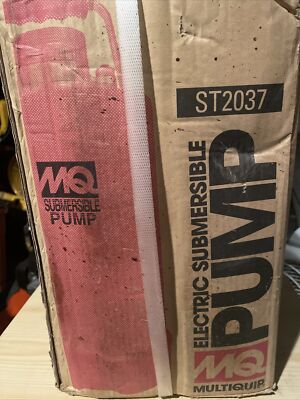 MQ
SUBMERSIBLE
PUMP
ST2037
ELECTRIC SUBMERSIBLE
PUMP
MQ
MULTIQUIP